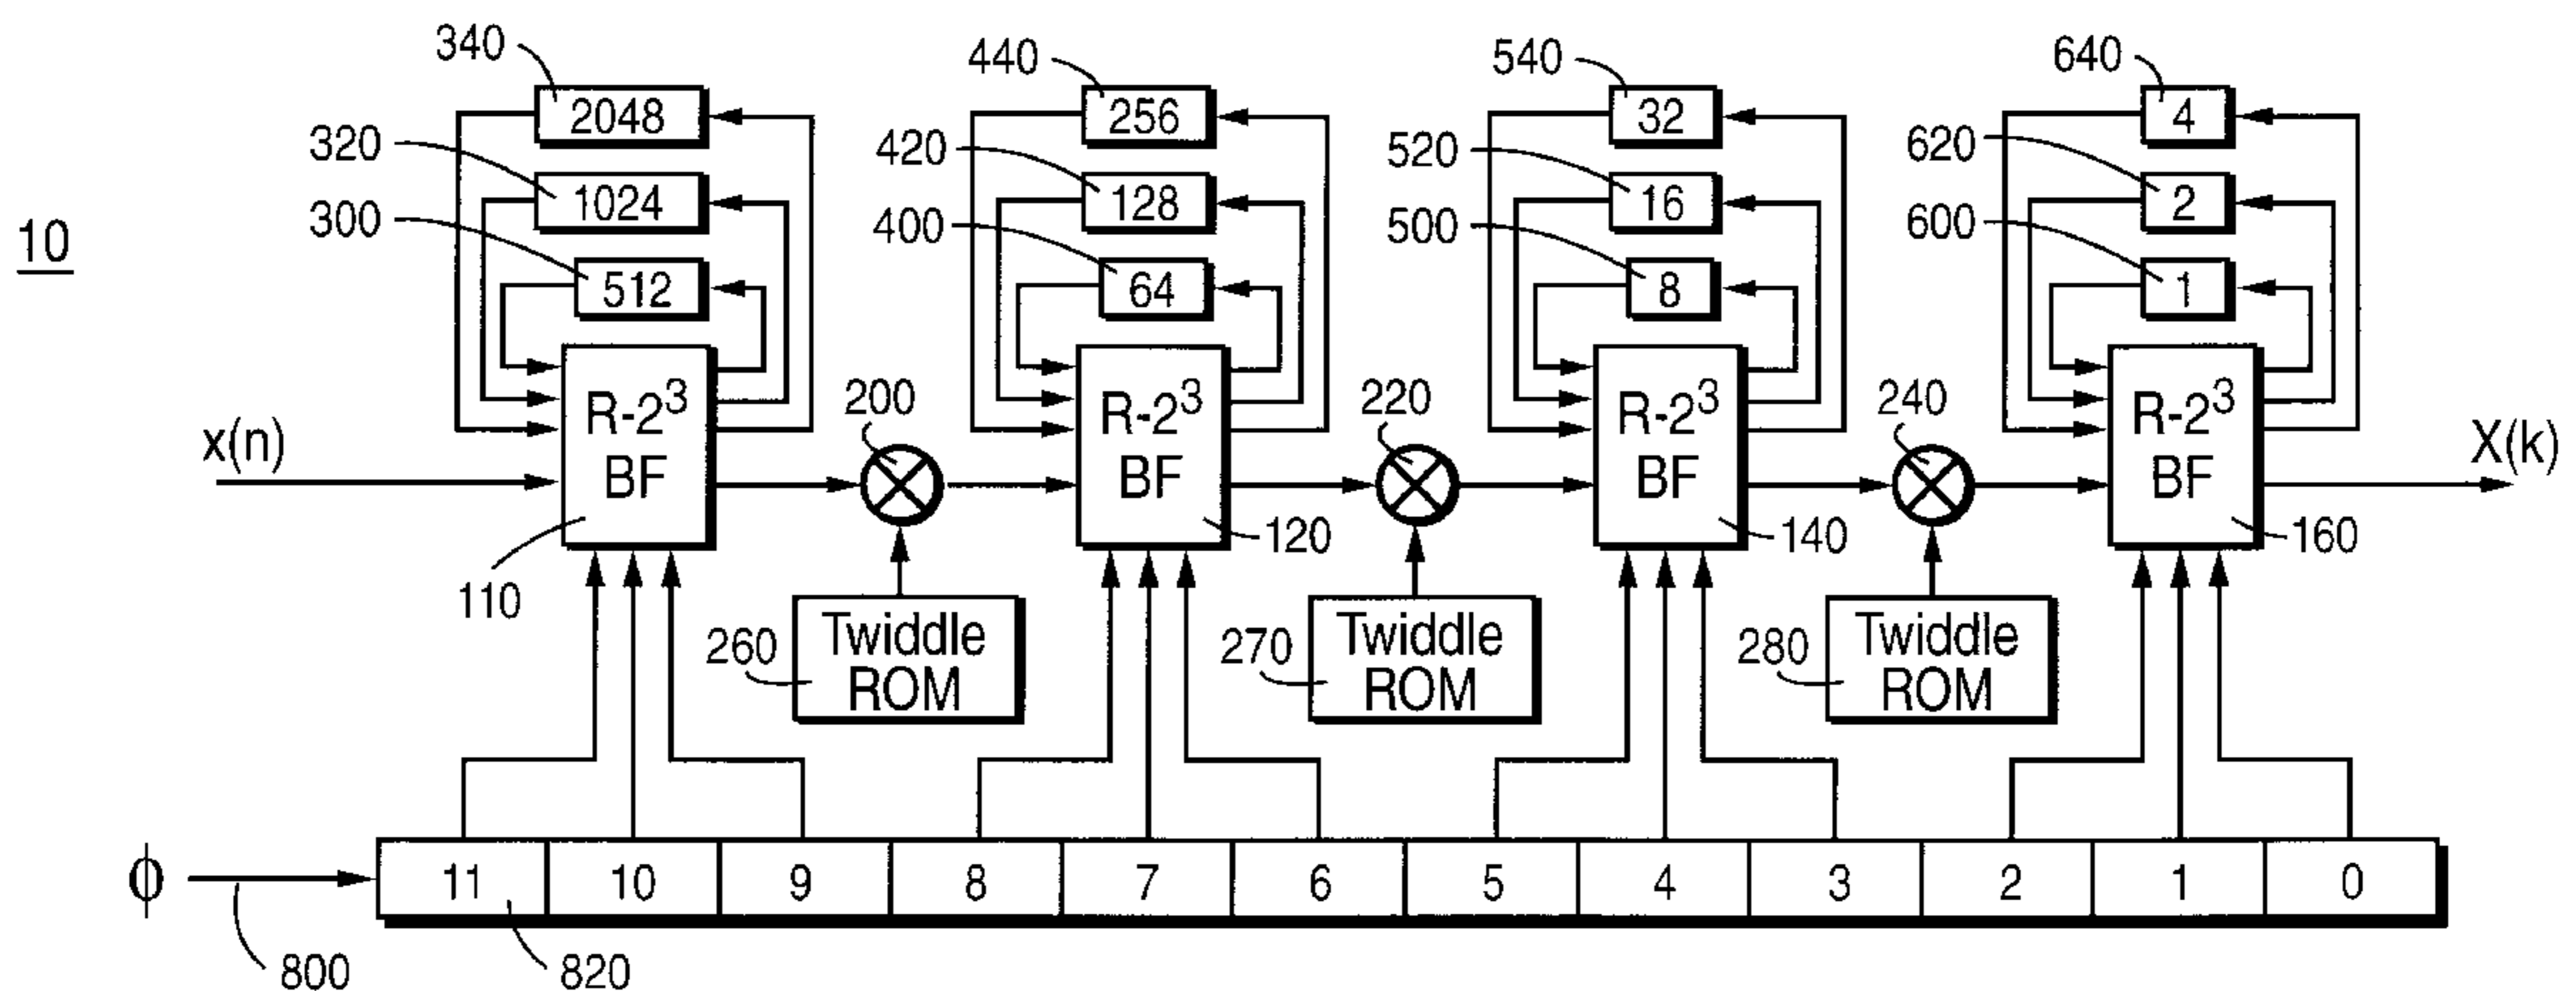 340
2048
440
256
540
32
640
4
320
1024
420
128
520
16
620
2
10
300
512
400
64
500
8
600
1
x(n)
R-2³
BF
200
R-2³
BF
220
R-2³
BF
240
R-2³
BF
X(k)
110
120
140
160
260
Twiddle
ROM
270
Twiddle
ROM
280
Twiddle
ROM
ϕ
11 10 9 8 7 6 5 4 3 2 1 0
800
820